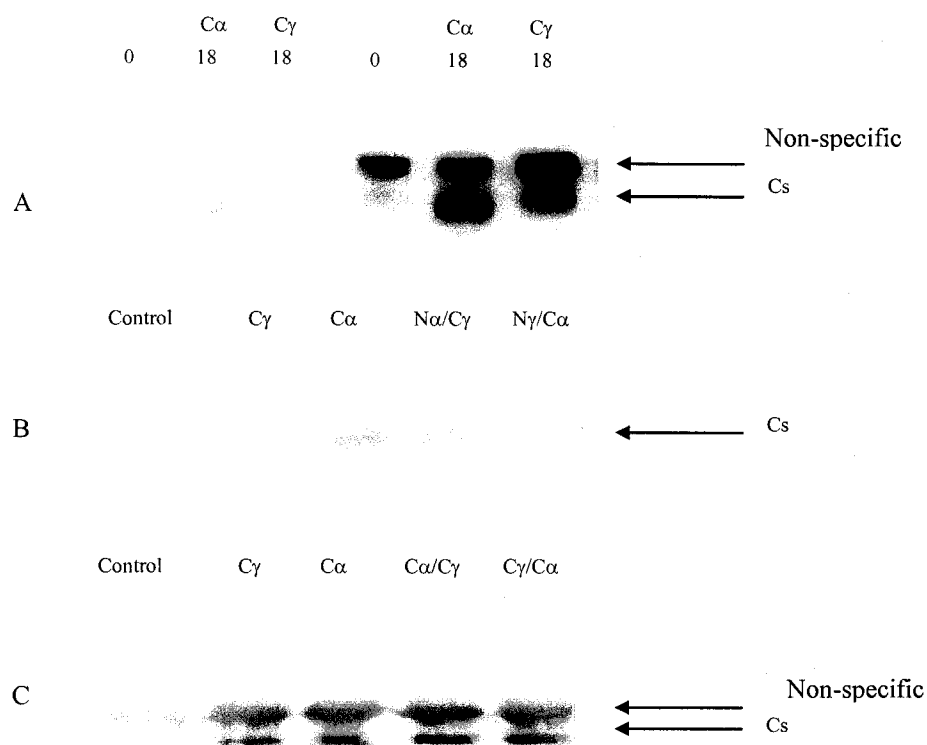 Cα Cγ Cα Cγ
0 18 18 0 18 18
Non-specific
Cs
A
Control Cγ Cα Nα/Cγ Nγ/Cα
B
Cs
Control Cγ Cα Cα/Cγ Cγ/Cα
C
Non-specific
Cs